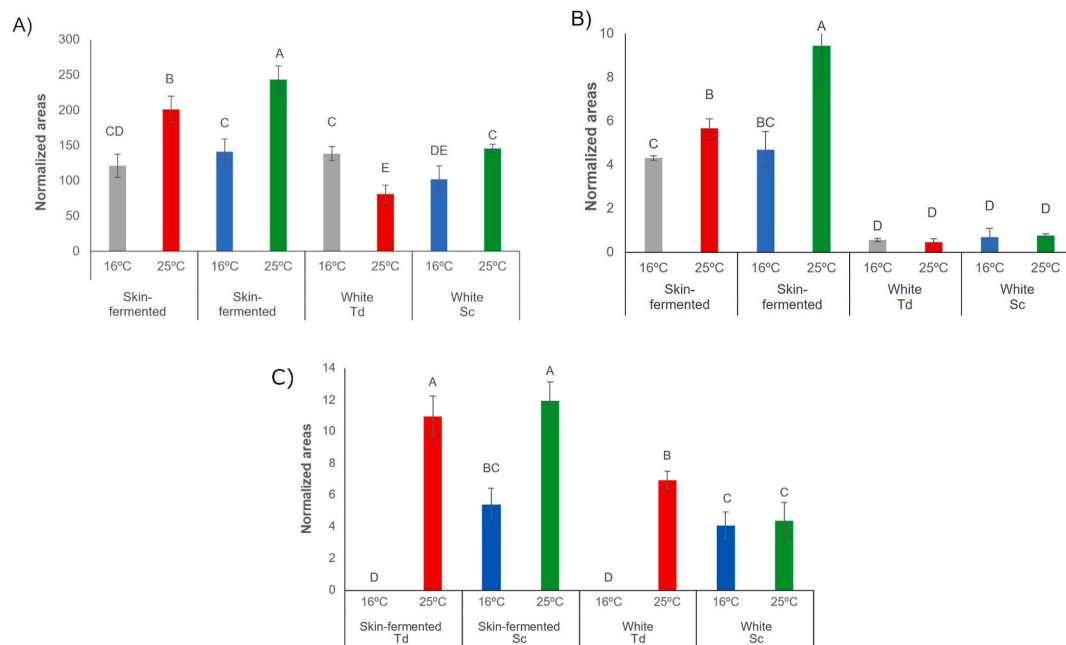 A)
Normalized areas
300
250
200
150
100
50
0
CD
B
C
A
C
E
DE
C
16ºC 25ºC 16ºC 25ºC 16ºC 25ºC 16ºC 25ºC
Skin- Skin- White White
fermented fermented Td Sc
B)
Normalized areas
10
8
6
4
2
0
C
B
BC
A
D
D
D
D
16ºC 25ºC 16ºC 25ºC 16ºC 25ºC 16ºC 25ºC
Skin- Skin- White White
fermented fermented Td Sc
C)
Normalized areas
14
12
10
8
6
4
2
0
D
A
BC
A
D
B
C
C
16ºC 25ºC 16ºC 25ºC 16ºC 25ºC 16ºC 25ºC
Skin-fermented Skin-fermented White White
Td Sc Td Sc